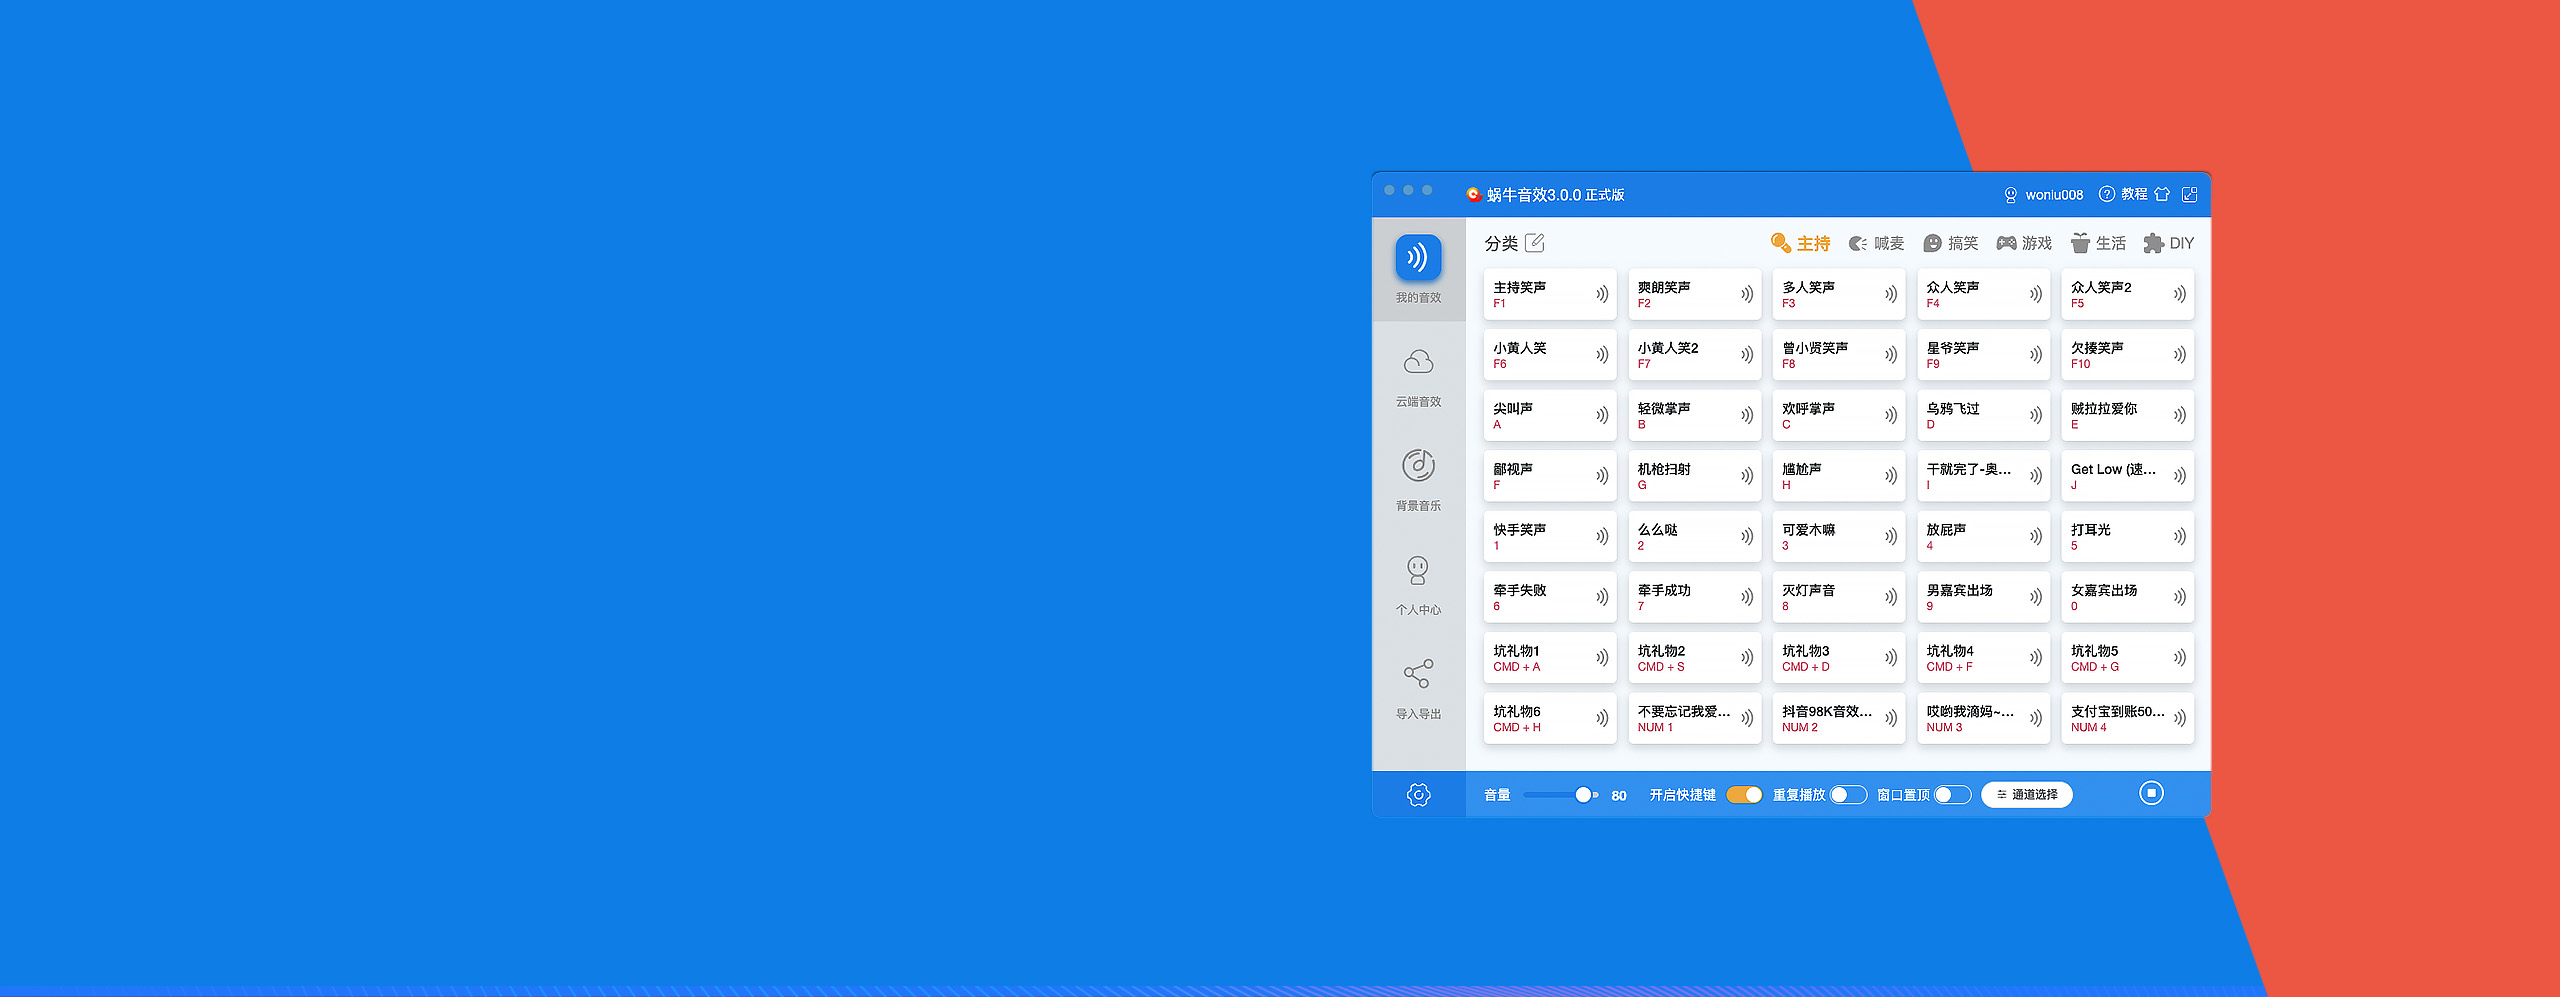 蜗牛音效3.0.0 正式版
woniu008 教程
分类 主持 喊麦 搞笑 游戏 生活 DIY
我的音效
云端音效
背景音乐
个人中心
导入导出
主持笑声 爽朗笑声 多人笑声 众人笑声 众人笑声2
F1 F2 F3 F4 F5
小黄人笑 小黄人笑2 曾小贤笑声 星爷笑声 欠揍笑声
F6 F7 F8 F9 F10
尖叫声 轻微掌声 欢呼掌声 乌鸦飞过 贼拉拉爱你
A B C D E
鄙视声 机枪扫射 尴尬声 干就完了-奥... Get Low (速...
F G H I J
快手笑声 么么哒 可爱木嘛 放屁声 打耳光
1 2 3 4 5
牵手失败 牵手成功 灭灯声音 男嘉宾出场 女嘉宾出场
6 7 8 9 0
坑礼物1 坑礼物2 坑礼物3 坑礼物4 坑礼物5
CMD + A CMD + S CMD + D CMD + F CMD + G
坑礼物6 不要忘记我爱... 抖音98K音效... 哎哟我滴妈~... 支付宝到账50...
CMD + H NUM 1 NUM 2 NUM 3 NUM 4
音量 80 开启快捷键 重复播放 窗口置顶 通道选择